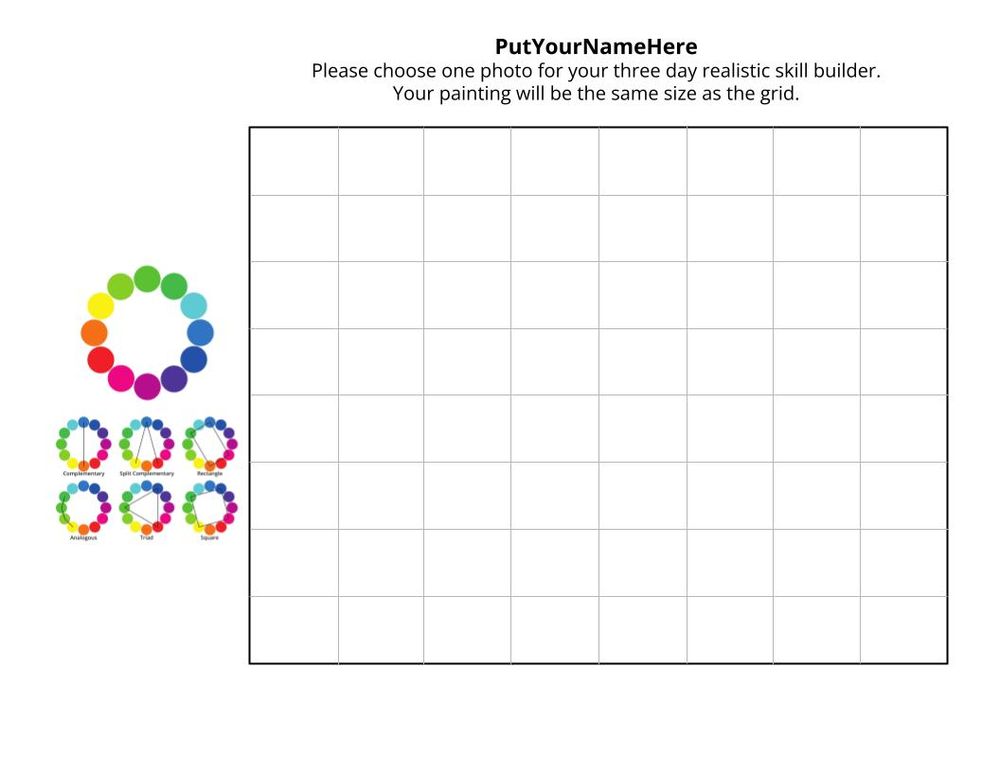 PutYourNameHere
Please choose one photo for your three day realistic skill builder.
Your painting will be the same size as the grid.
Complementary
Split Complementary
Rectangle
Analogous
Triad
Square